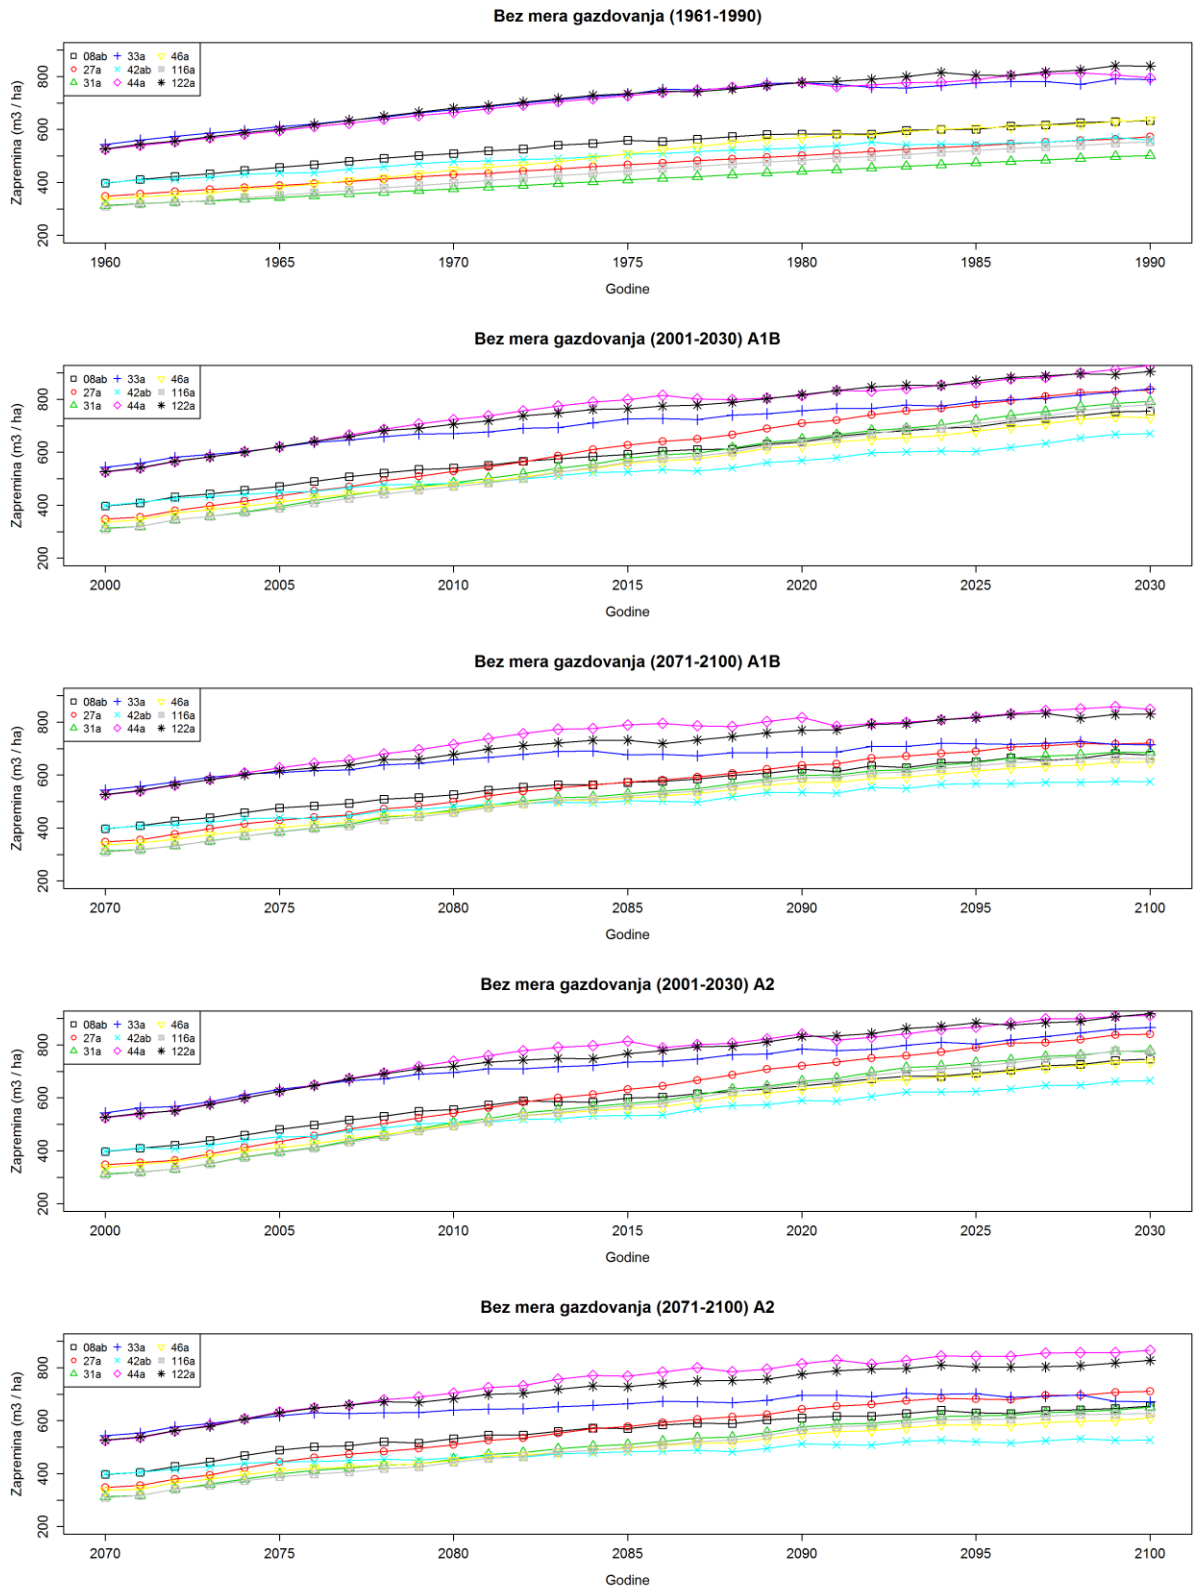 Bez mera gazdovanja (1961-1990)
Zapremina (m3 / ha)
800
600
400
200
08ab 33a 46a
27a 42ab 116a
31a 44a 122a
1960 1965 1970 1975 1980 1985 1990
Godine
Bez mera gazdovanja (2001-2030) A1B
Zapremina (m3 / ha)
800
600
400
200
08ab 33a 46a
27a 42ab 116a
31a 44a 122a
2000 2005 2010 2015 2020 2025 2030
Godine
Bez mera gazdovanja (2071-2100) A1B
Zapremina (m3 / ha)
800
600
400
200
08ab 33a 46a
27a 42ab 116a
31a 44a 122a
2070 2075 2080 2085 2090 2095 2100
Godine
Bez mera gazdovanja (2001-2030) A2
Zapremina (m3 / ha)
800
600
400
200
08ab 33a 46a
27a 42ab 116a
31a 44a 122a
2000 2005 2010 2015 2020 2025 2030
Godine
Bez mera gazdovanja (2071-2100) A2
Zapremina (m3 / ha)
800
600
400
200
08ab 33a 46a
27a 42ab 116a
31a 44a 122a
2070 2075 2080 2085 2090 2095 2100
Godine